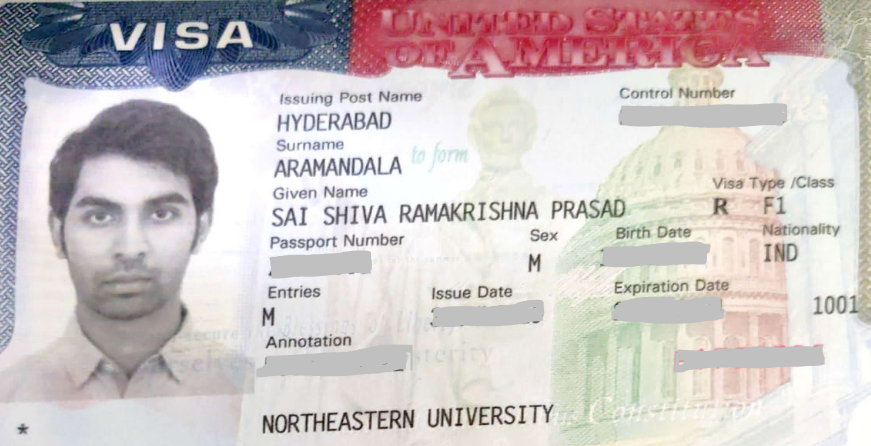 VISA
UNITED STATES
OF AMERICA
Issuing Post Name
Control Number
HYDERABAD
Surname
ARAMANDALA
to form
Given Name
Visa Type /Class
SAI SHIVA RAMAKRISHNA PRASAD
R F1
Passport Number
Sex
Birth Date
Nationality
M
IND
Entries
Issue Date
Expiration Date
M
1001
Annotation
NORTHEASTERN UNIVERSITY
Constitution
*